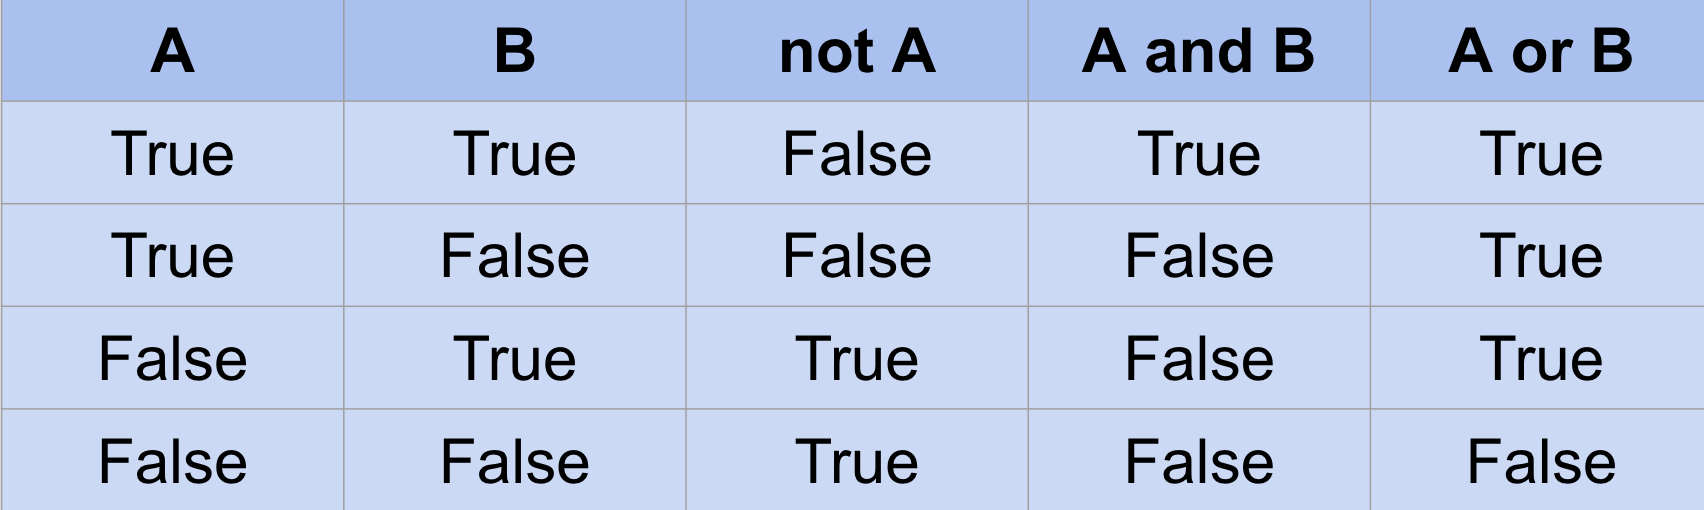 A B not A A and B A or B
True True False True True
True False False False True
False True True False True
False False True False False